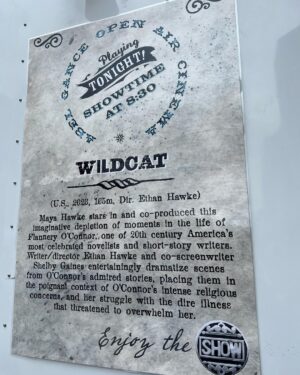 ABEL GANCE OPEN AIR CINEMA
Playing
TONIGHT!
SHOWTIME
AT 8:30
WILDCAT
(U.S., 2023, 105m, Dir. Ethan Hawke)
Maya Hawke stars in and co-produced this
imaginative depiction of moments in the life of
Flannery O'Connor, one of 20th century America's
most celebrated novelists and short-story writers.
Writer/director Ethan Hawke and co-screenwriter
Shelby Gaines entertainingly dramatize scenes
from O'Connor's admired stories, placing them in
the poignant context of O'Connor's intense religious
concerns, and her struggle with the dire illness
that threatened to overwhelm her.
Enjoy the
SHOW!